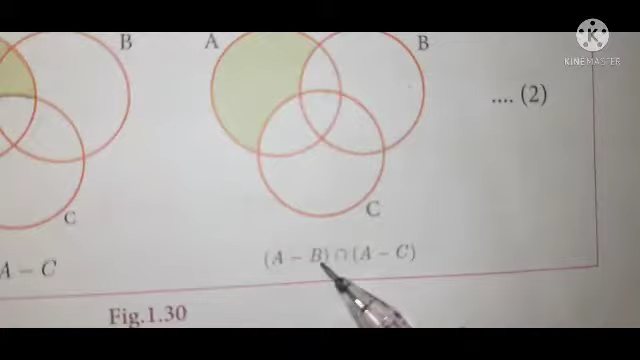 B A B
K
KINEMASTER
.... (2)
C C
A − C (A − B) ∩ (A − C)
Fig.1.30